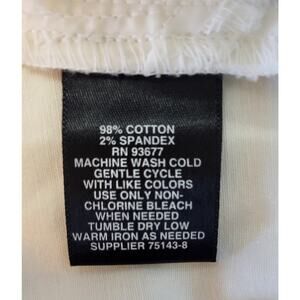 98% COTTON
2% SPANDEX
RN 93677
MACHINE WASH COLD
GENTLE CYCLE
WITH LIKE COLORS
USE ONLY NON-
CHLORINE BLEACH
WHEN NEEDED
TUMBLE DRY LOW
WARM IRON AS NEEDED
SUPPLIER 75143-8